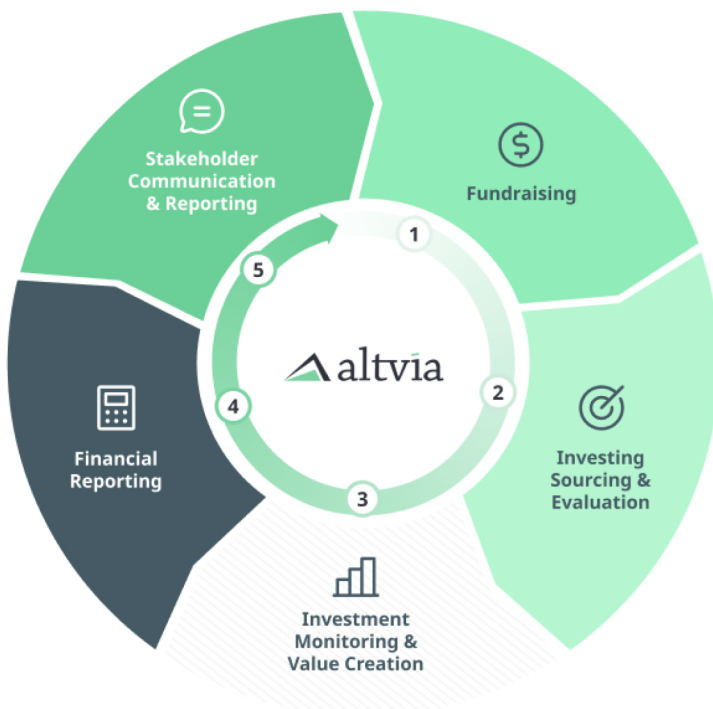 Stakeholder
Communication
& Reporting
Fundraising
1
5
altvia
2
4
Financial
Reporting
Investing
Sourcing &
Evaluation
3
Investment
Monitoring &
Value Creation